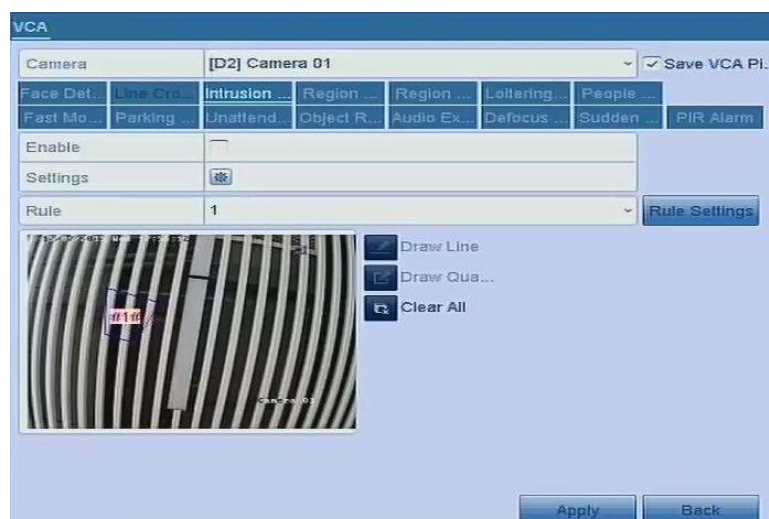 VCA
Camera [D2] Camera 01 Save VCA Pi..
Face Det... Line Cro... Intrusion ... Region ... Region ... Loitering... People ...
Fast Mo... Parking ... Unattend... Object R... Audio Ex... Defocus ... Sudden ... PIR Alarm
Enable
Settings
Rule 1 Rule Settings
Draw Line
Draw Qua...
#1#
Clear All
Camera 01
Apply Back